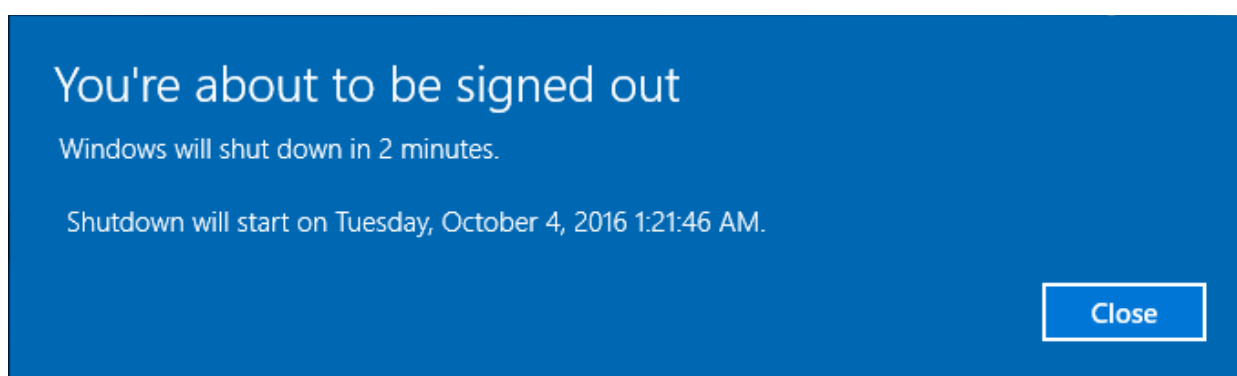 You're about to be signed out
Windows will shut down in 2 minutes.
Shutdown will start on Tuesday, October 4, 2016 1:21:46 AM.
Close